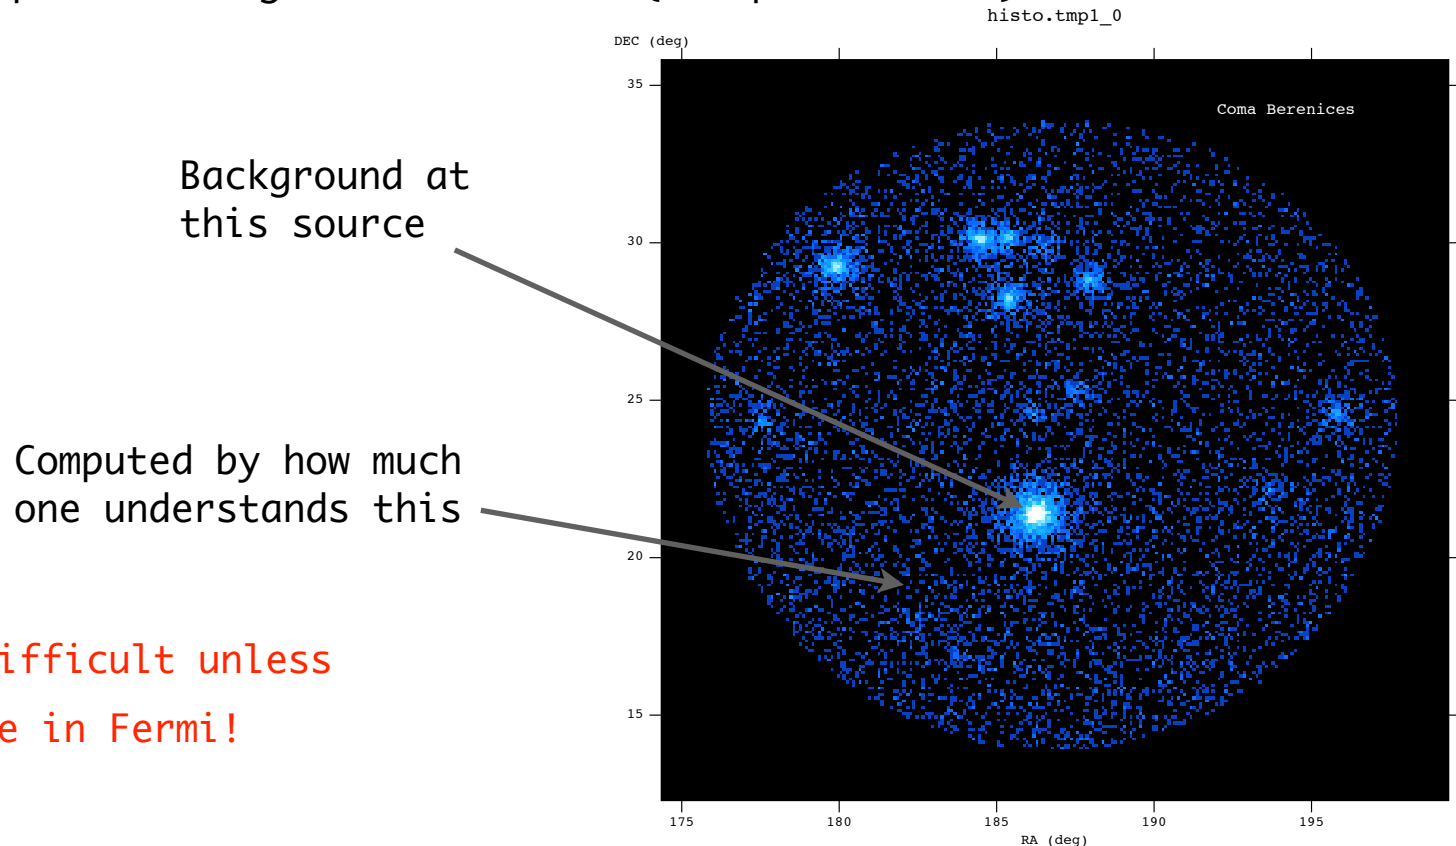 histo.tmp1_0
DEC (deg)
35
Coma Berenices
Background at
this source
30
25
Computed by how much
one understands this
20
ifficult unless
e in Fermi!
15
175 180 185 190 195
RA (deg)